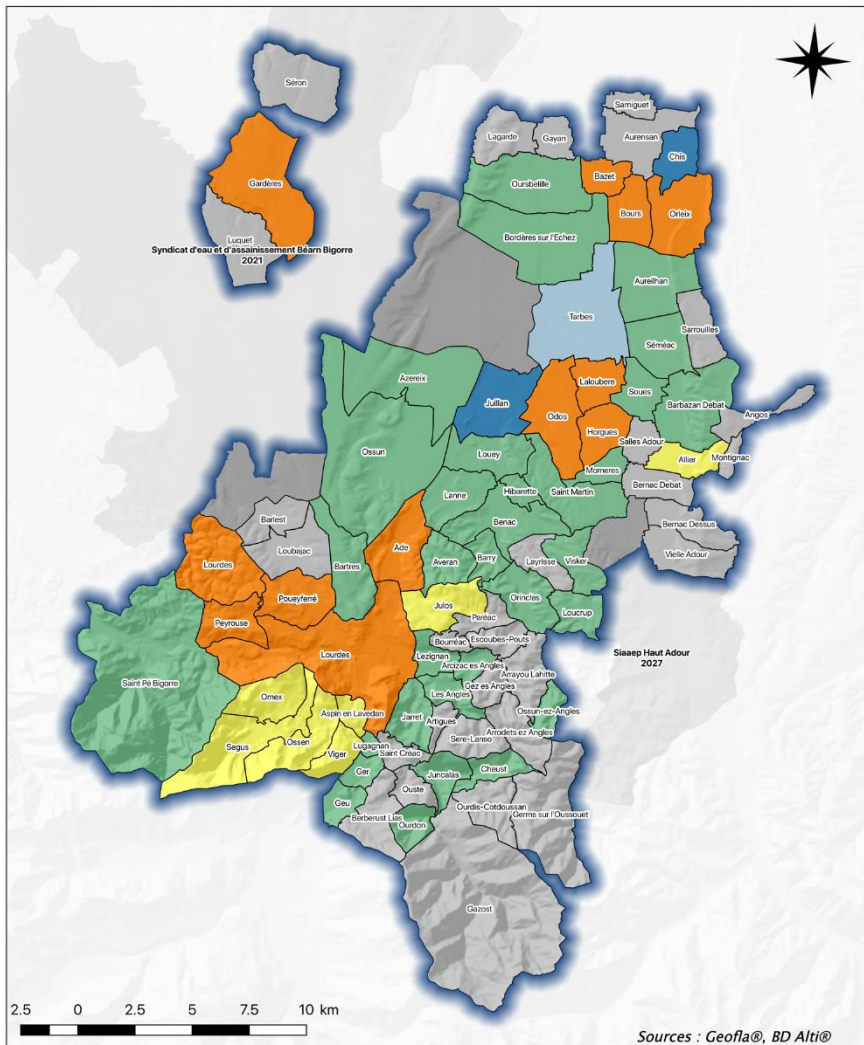 Séron
Sarniguet
Lagarde
Gayan
Aurensan
Chis
Gardères
Oursbelille
Bazet
Bours
Orleix
Luquet
Syndicat d'eau et d'assainissement Béarn Bigorre
2021
Bordères sur l'Echez
Aureilhan
Tarbes
Sarrouilles
Séméac
Azereix
Laloubere
Juillan
Odos
Soues
Barbazan Debat
Angos
Horgues
Salles Adour
Ossun
Louey
Allier
Montignac
Momeres
Bernac Debat
Lanne
Hibarette
Saint Martin
Barlest
Benac
Bernac Dessus
Loubajac
Ade
Vielle Adour
Lourdes
Bartres
Averan
Barry
Layrisse
Visker
Poueyferré
Julos
Orincles
Peyrouse
Loucrup
Paréac
Bourréac
Escoubes-Pouts
Siaaep Haut Adour
2027
Lourdes
Lezignan
Arcizac es Angles
Arrayou Lahitte
Saint Pé Bigorre
Gez es Angles
Omex
Les Angles
Aspin en Lavedan
Jarret
Ossun-ez-Angles
Artigues
Arrodets ez Angles
Segus
Ossen
Sere-Lanso
Lugagnan
Viger
Saint Créac
Ger
Juncalas
Cheust
Ouste
Geu
Ourdis-Cotdoussan
Berberust Lias
Germs sur l'Oussouet
Ourdon
Gazost
2.5 0 2.5 5 7.5 10 km
Sources : Geofla®, BD Alti®